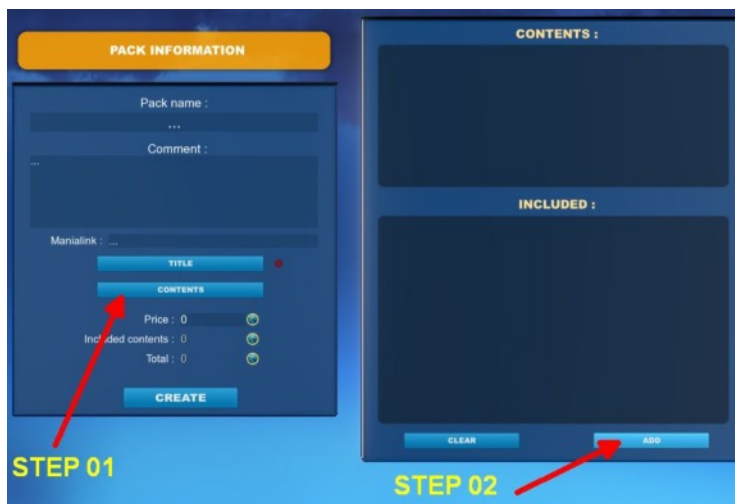 PACK INFORMATION
Pack name :
...
Comment :
...
Manialink : ...
TITLE
CONTENTS
Price : 0
Included contents : 0
Total : 0
CREATE
STEP 01
CONTENTS :
INCLUDED :
CLEAR
ADD
STEP 02